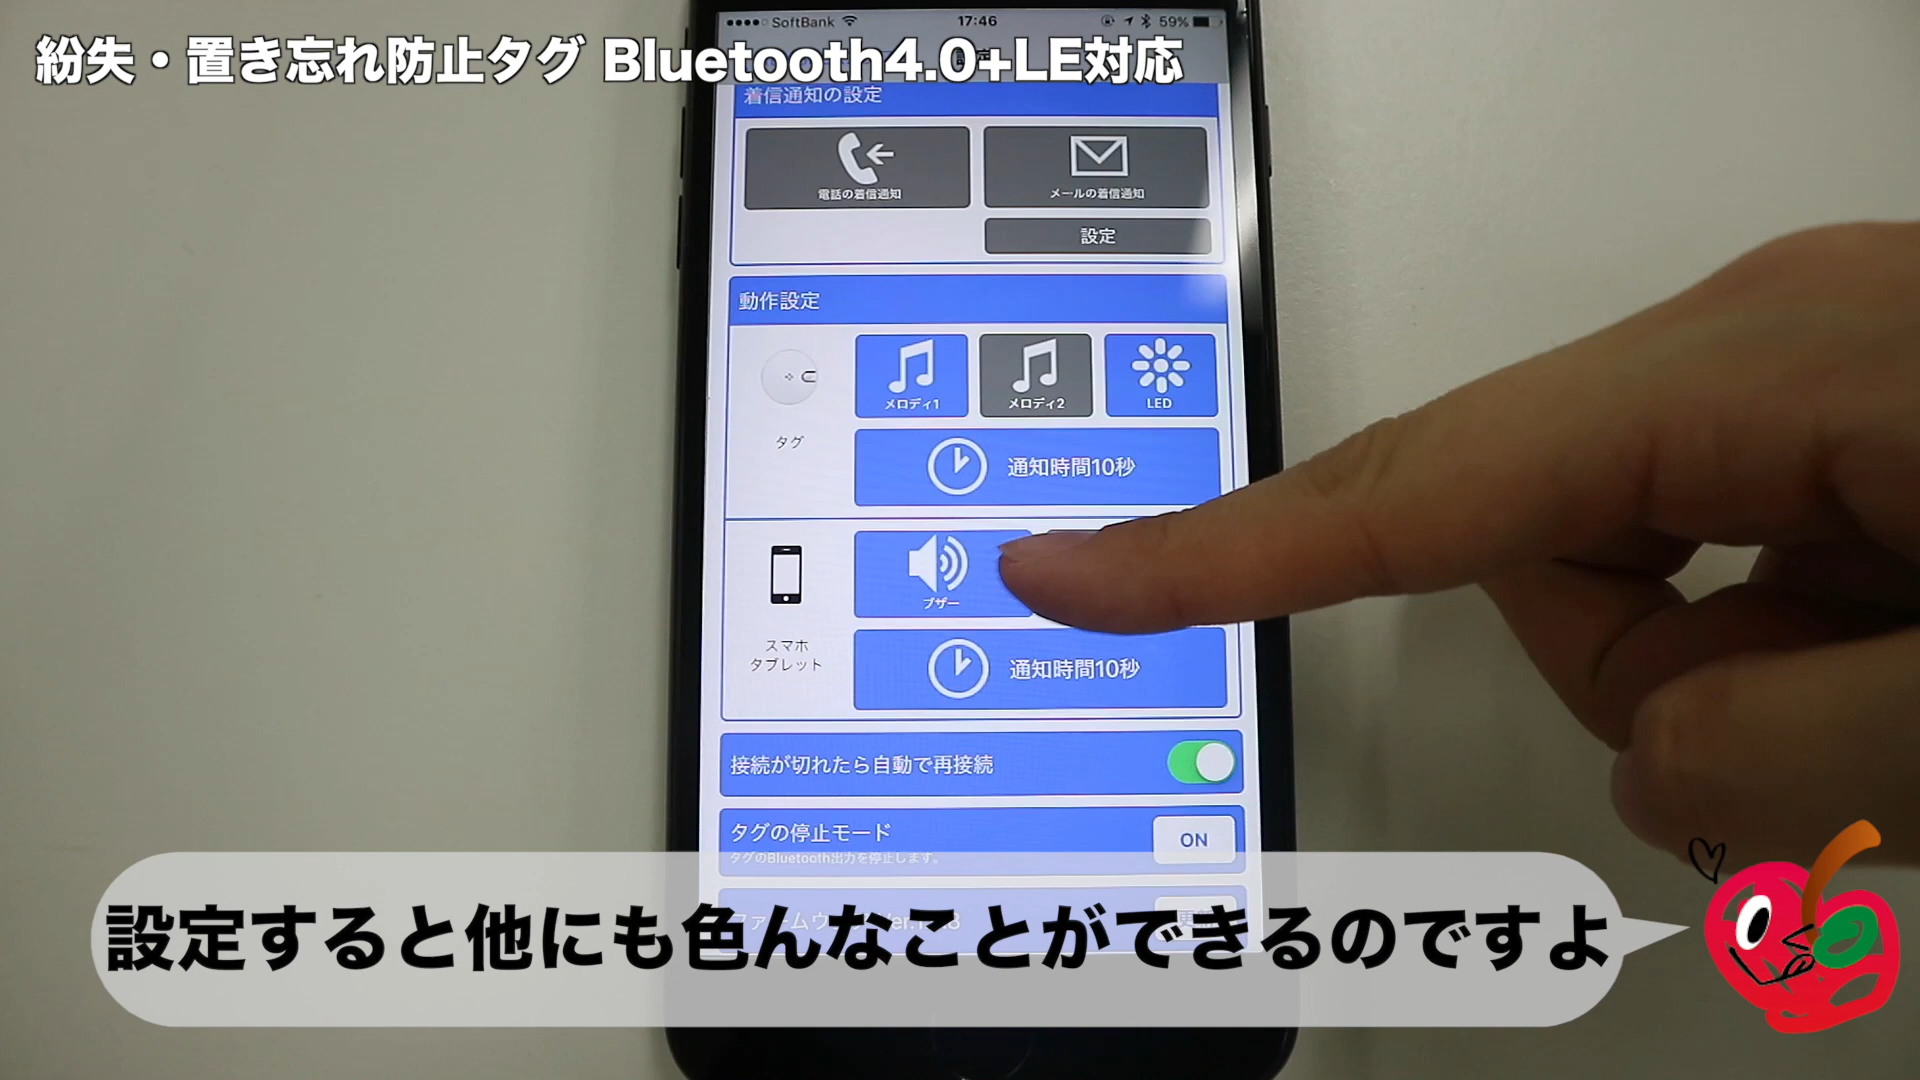 SoftBank 17:46 59%
紛失・置き忘れ防止タグ Bluetooth4.0+LE対応
着信通知の設定
電話の着信通知 メールの着信通知
設定
動作設定
メロディ1 メロディ2 LED
タグ
通知時間10秒
ブザー
スマホ
タブレット
通知時間10秒
接続が切れたら自動で再接続
タグの停止モード
ON
タグのBluetooth出力を停止します。
設定すると他にも色んなことができるのですよ